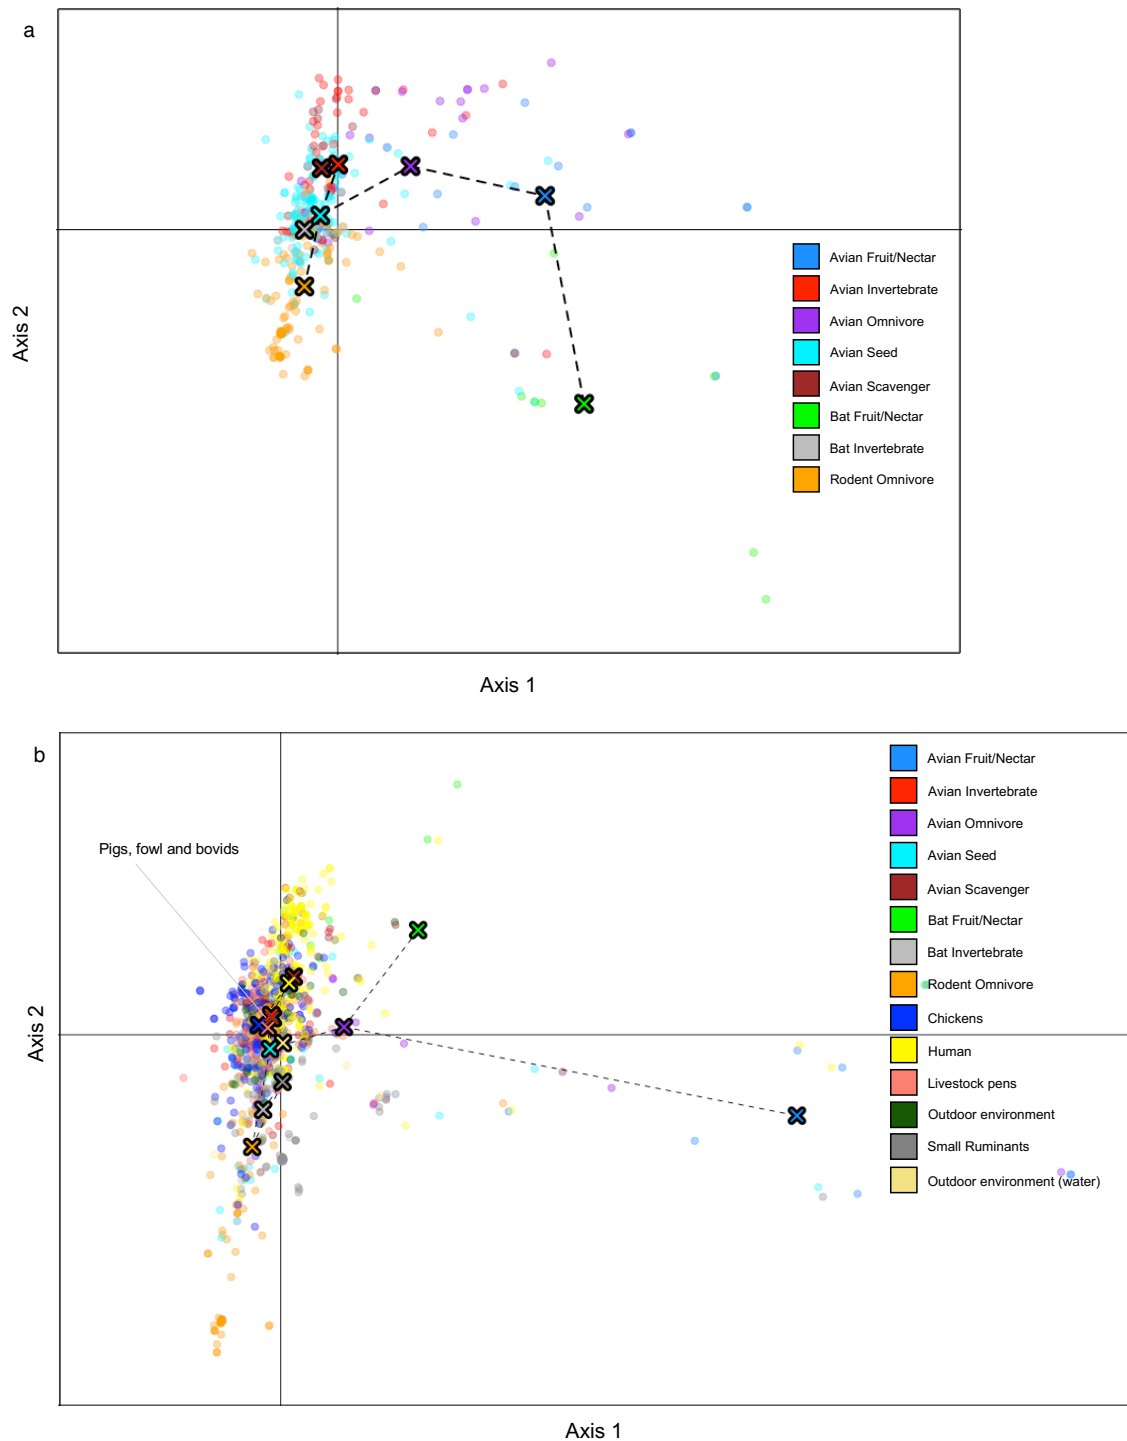 a
Axis 2
Avian Fruit/Nectar
Avian Invertebrate
Avian Omnivore
Avian Seed
Avian Scavenger
Bat Fruit/Nectar
Bat Invertebrate
Rodent Omnivore
Axis 1
b
Axis 2
Pigs, fowl and bovids
Avian Fruit/Nectar
Avian Invertebrate
Avian Omnivore
Avian Seed
Avian Scavenger
Bat Fruit/Nectar
Bat Invertebrate
Rodent Omnivore
Chickens
Human
Livestock pens
Outdoor environment
Small Ruminants
Outdoor environment (water)
Axis 1